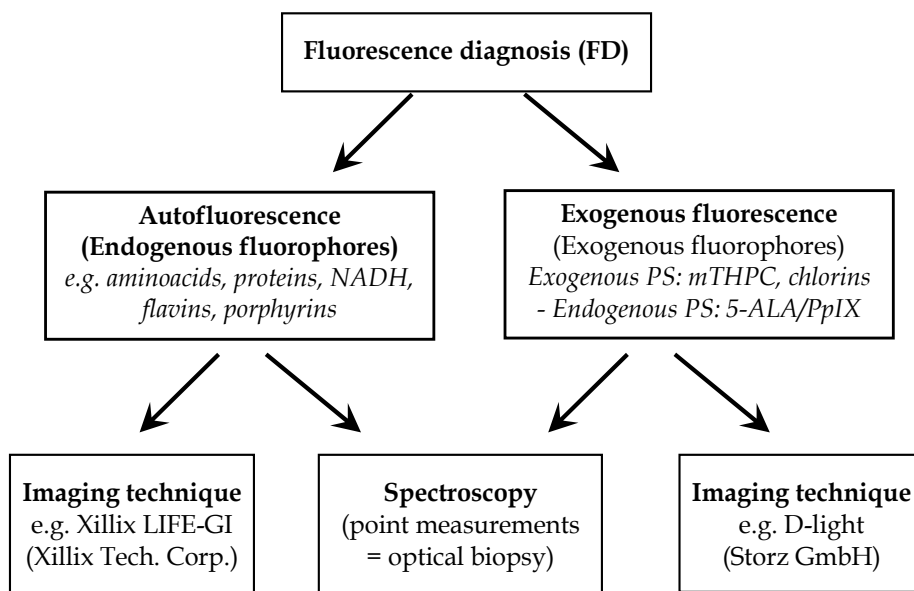 Fluorescence diagnosis (FD)
Autofluorescence
(Endogenous fluorophores)
e.g. aminoacids, proteins, NADH,
flavins, porphyrins
Exogenous fluorescence
(Exogenous fluorophores)
Exogenous PS: mTHPC, chlorins
- Endogenous PS: 5-ALA/PpIX
Imaging technique
e.g. Xillix LIFE-GI
(Xillix Tech. Corp.)
Spectroscopy
(point measurements
= optical biopsy)
Imaging technique
e.g. D-light
(Storz GmbH)